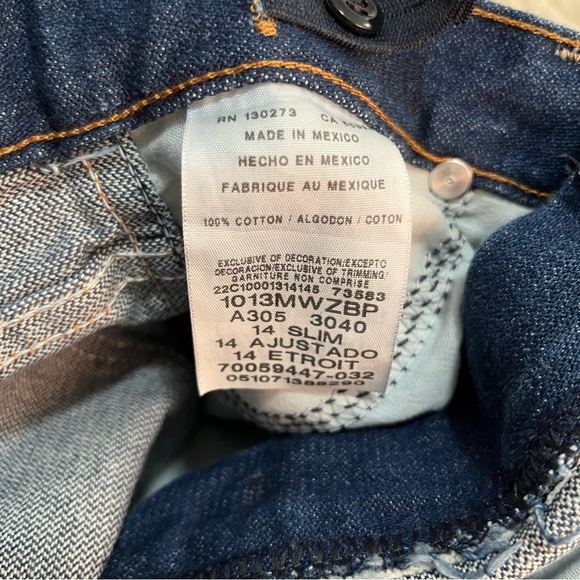 RN 130273 CA
MADE IN MEXICO
HECHO EN MEXICO
FABRIQUE AU MEXIQUE
100% COTTON / ALGODON / COTON
EXCLUSIVE OF DECORATION/EXCEPTO
DECORACION/EXCLUSIVE OF TRIMMING/
GARNITURE NON COMPRISE
22C10001314145 73583
1013MWZBP
A305 3040
14 SLIM
14 AJUSTADO
14 ETROIT
70059447-032
051071388290